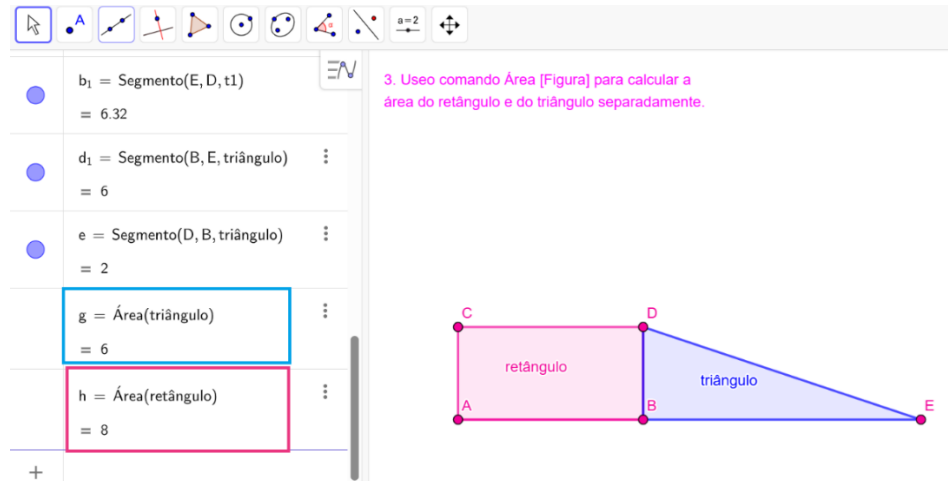 A
a=2
b₁ = Segmento(E, D, t1)
= 6.32
d₁ = Segmento(B, E, triângulo)
= 6
e = Segmento(D, B, triângulo)
= 2
g = Área(triângulo)
= 6
h = Área(retângulo)
= 8
+
3. Useo comando Área [Figura] para calcular a
área do retângulo e do triângulo separadamente.
C
D
retângulo
triângulo
A
B
E